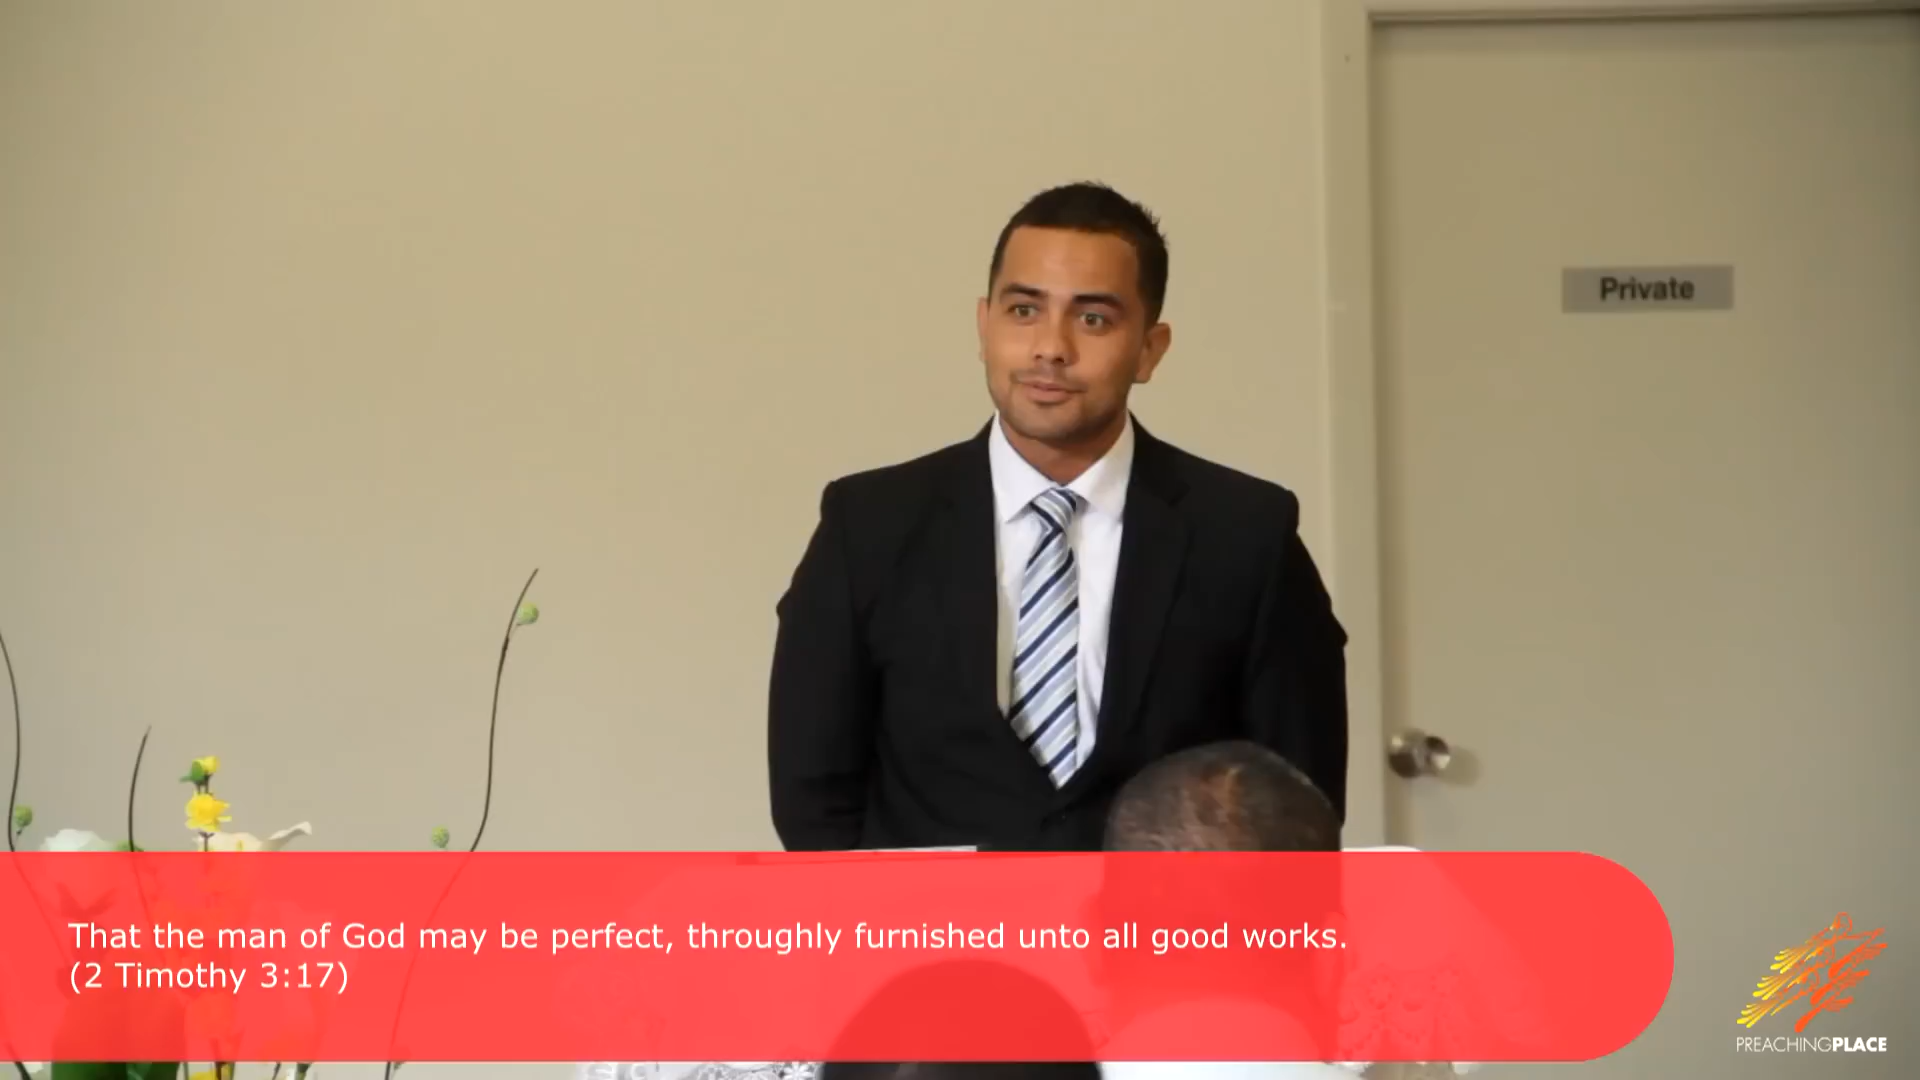 Private
That the man of God may be perfect, throughly furnished unto all good works.
(2 Timothy 3:17)
PREACHINGPLACE